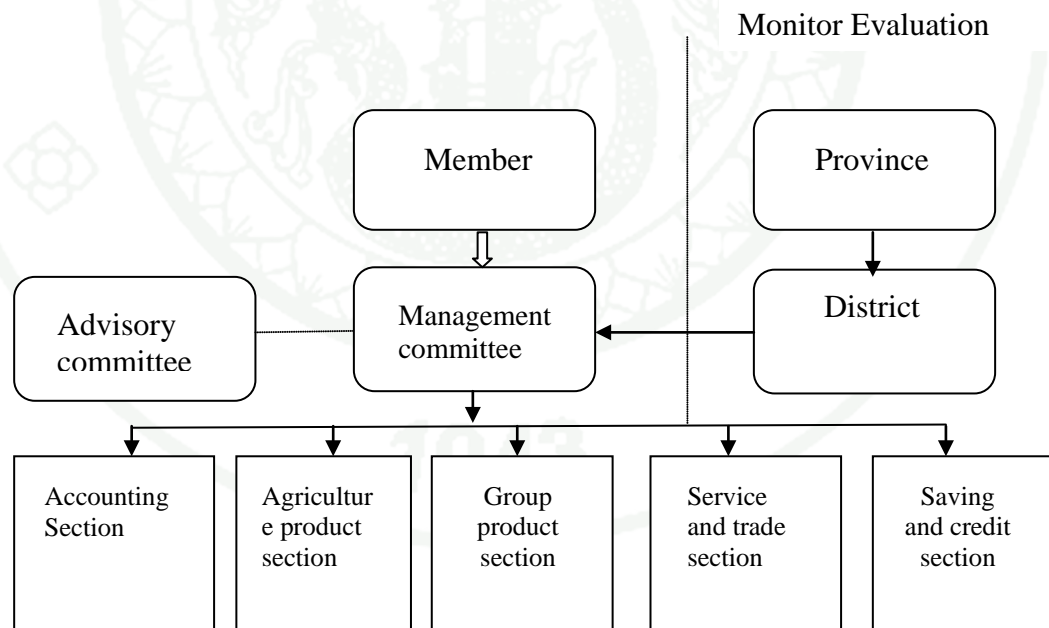 Monitor Evaluation
Member
Province
Advisory
committee
Management
committee
District
Accounting
Section
Agricultur
e product
section
Group
product
section
Service
and trade
section
Saving
and credit
section
1943